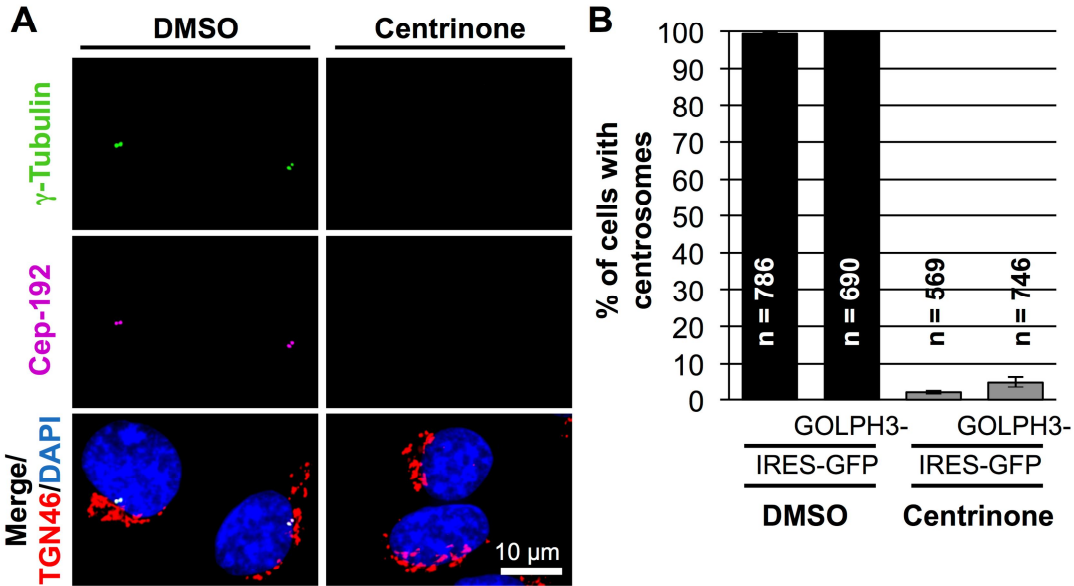 A
DMSO
Centrinone
γ-Tubulin
Cep-192
Merge/
TGN46/DAPI
10 µm
B
% of cells with
centrosomes
100
90
80
70
60
50
40
30
20
10
0
n = 786
n = 690
n = 569
n = 746
GOLPH3-
GOLPH3-
IRES-GFP
IRES-GFP
DMSO
Centrinone